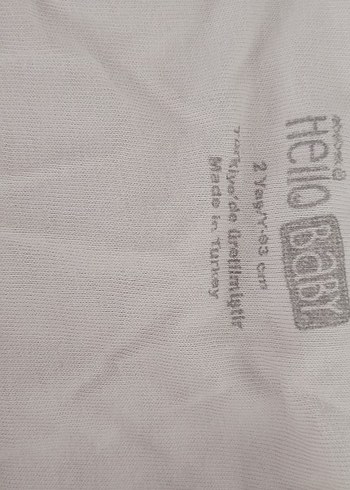 Hello
BABY
2 Yaş/Y-93 cm
Türkiye'de üretilmiştir
Made in Turkey